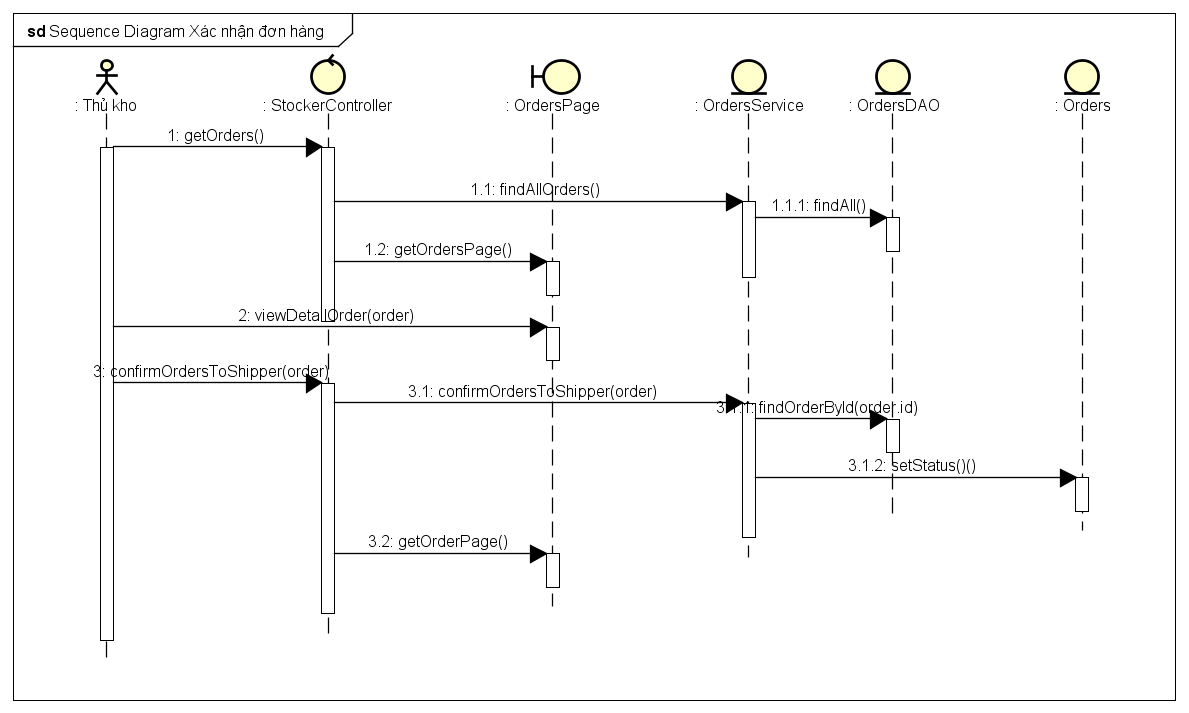 sd Sequence Diagram Xác nhận đơn hàng
: Thủ kho
: StockerController
: OrdersPage
: OrdersService
: OrdersDAO
: Orders
1: getOrders()
1.1: findAllOrders()
1.1.1: findAll()
1.2: getOrdersPage()
2: viewDetailOrder(order)
3: confirmOrdersToShipper(order)
3.1: confirmOrdersToShipper(order)
3.1.1: findOrderById(order.id)
3.1.2: setStatus()()
3.2: getOrderPage()